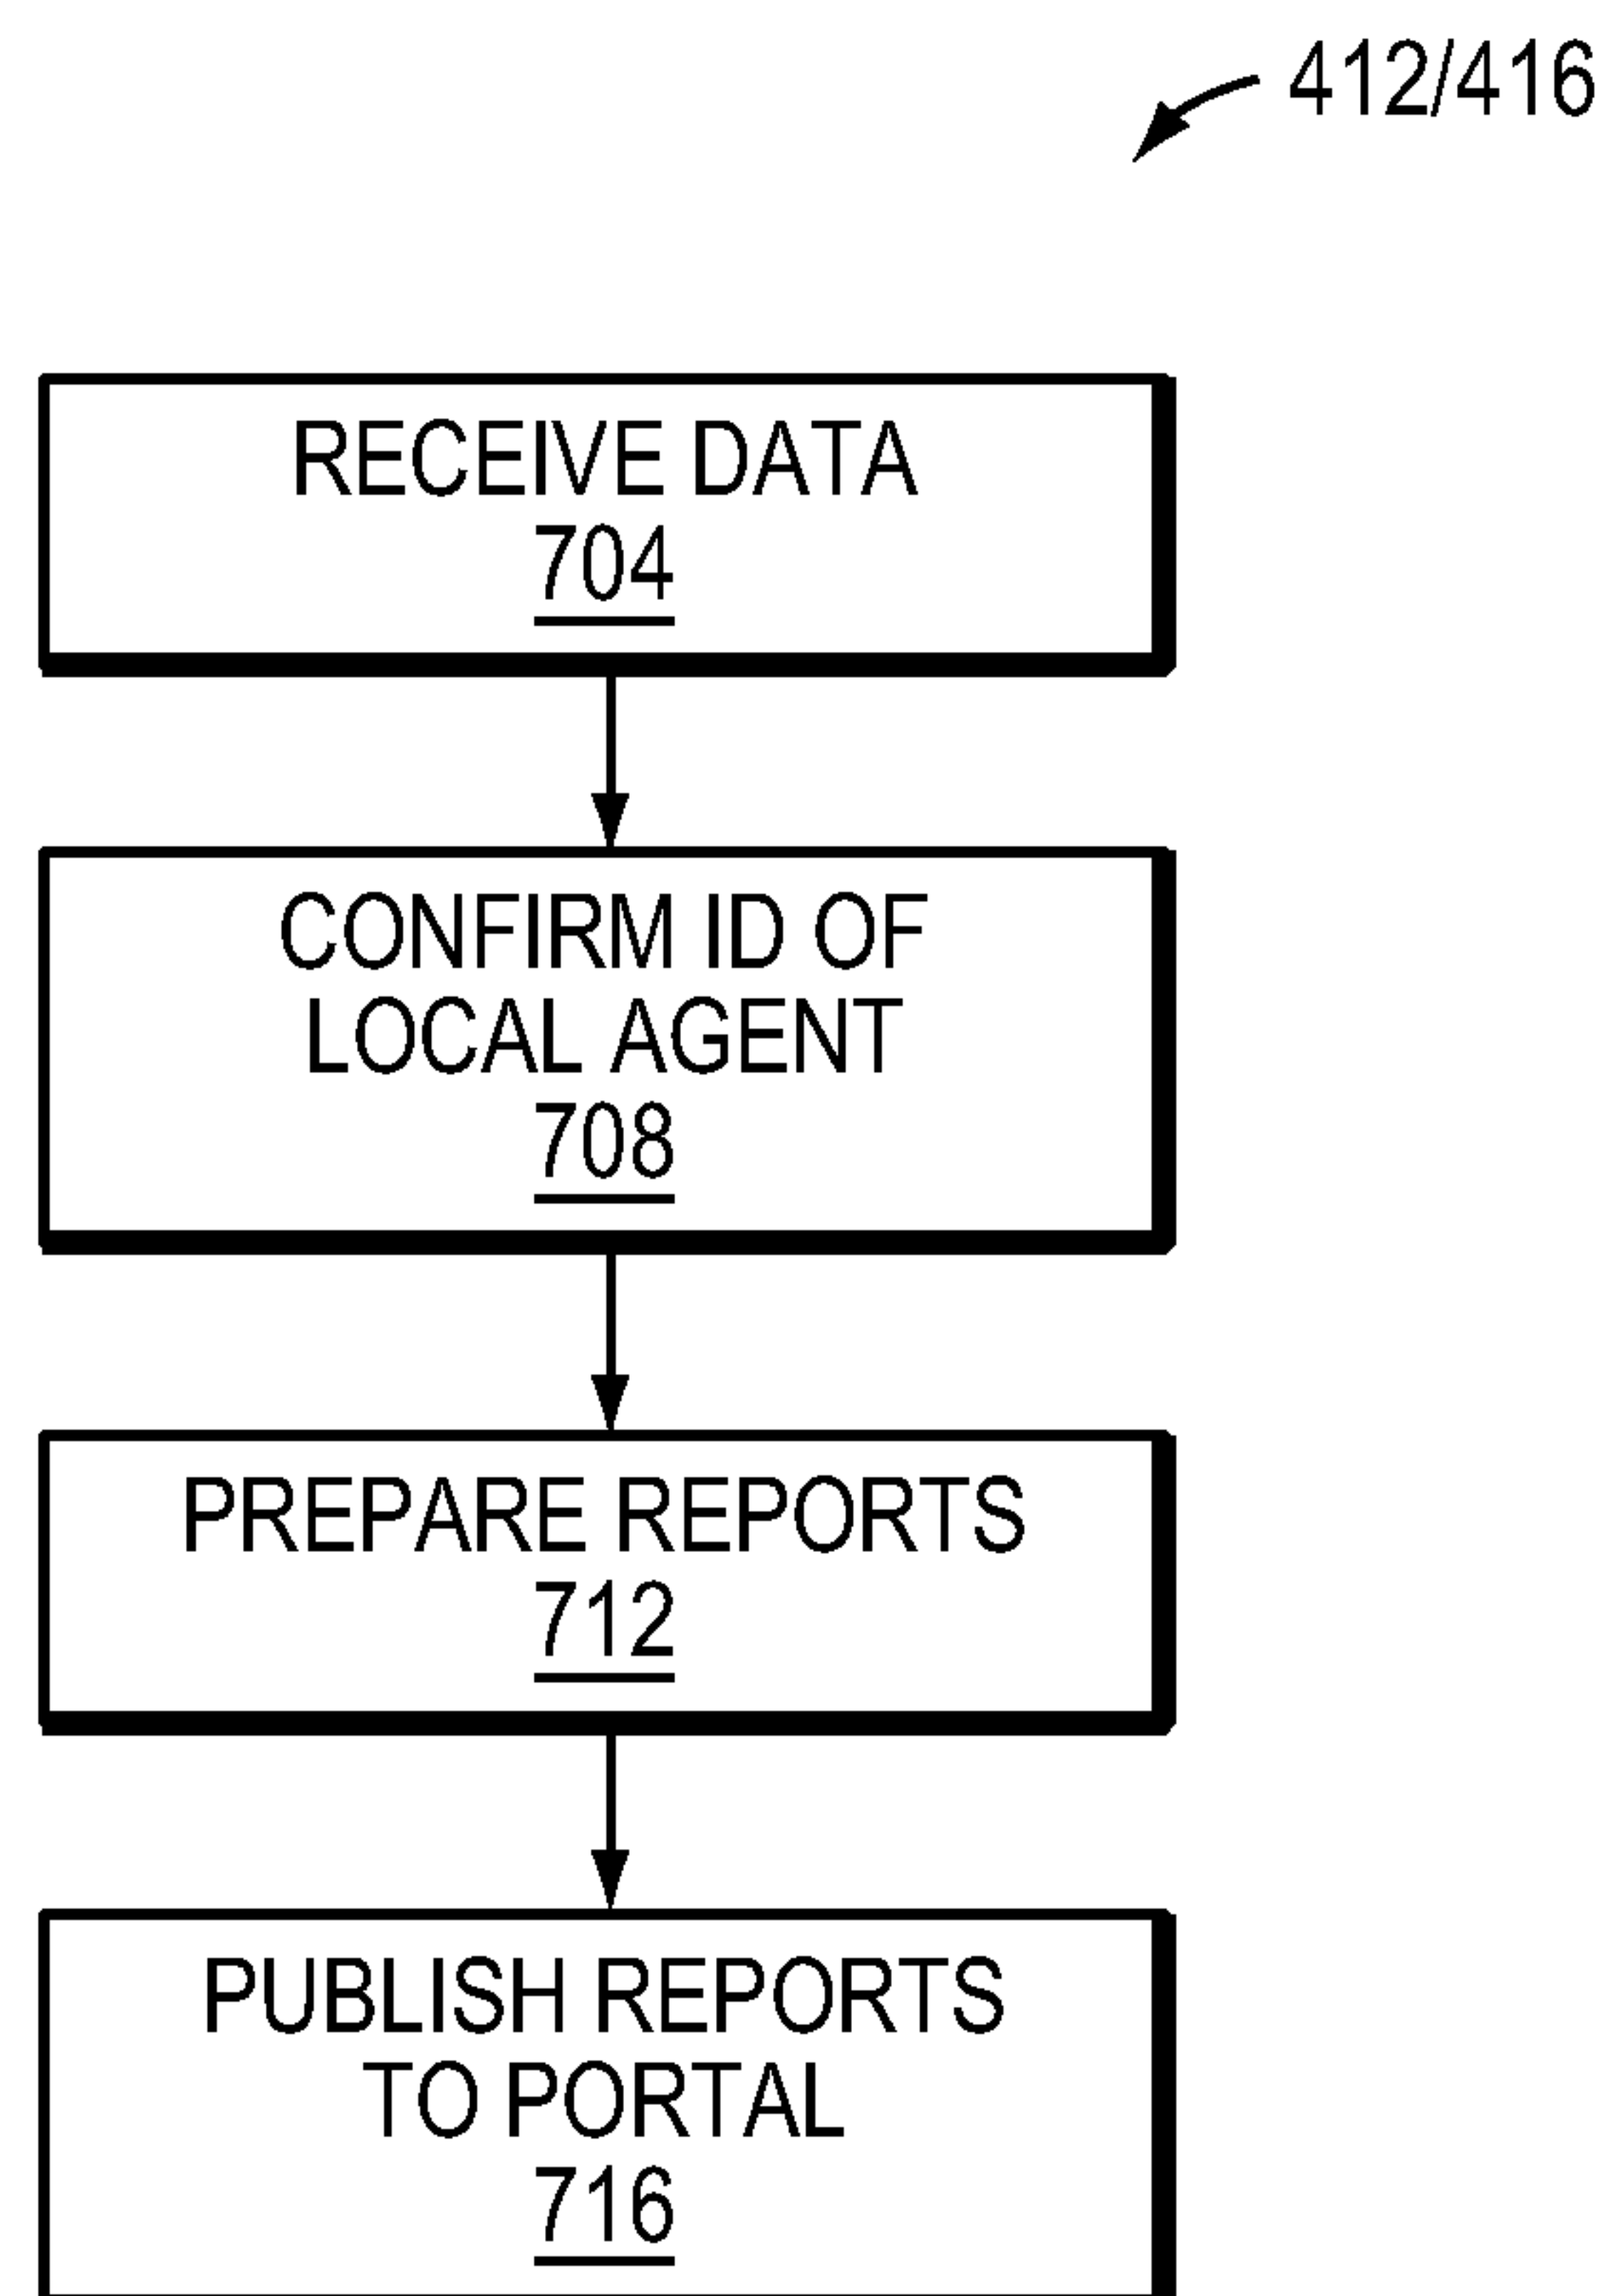 412/416
RECEIVE DATA
704
CONFIRM ID OF
LOCAL AGENT
708
PREPARE REPORTS
712
PUBLISH REPORTS
TO PORTAL
716